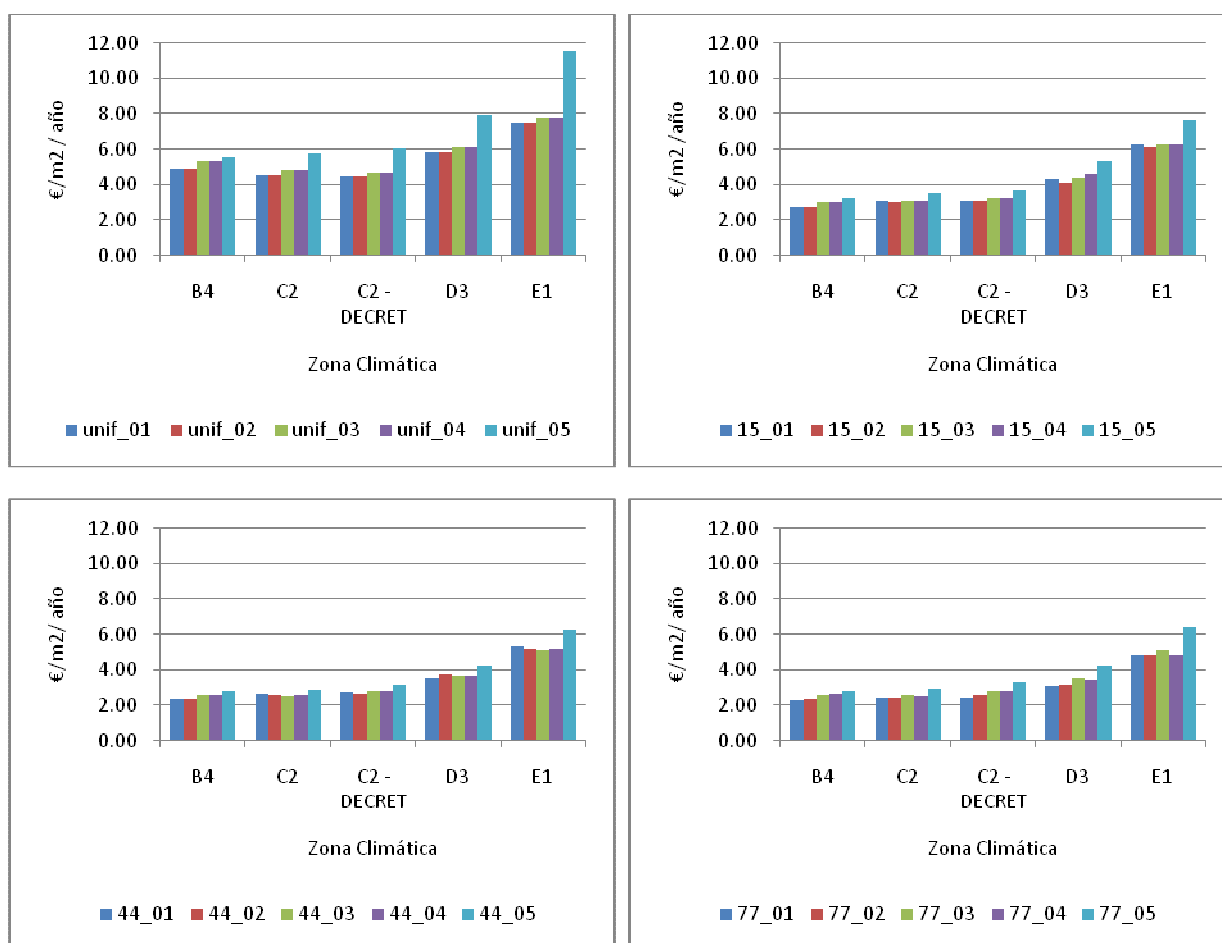 12.00
10.00
8.00
6.00
4.00
2.00
0.00
€/m2 / año
B4 C2 C2 - DECRET D3 E1
Zona Climática
unif_01 unif_02 unif_03 unif_04 unif_05
12.00
10.00
8.00
6.00
4.00
2.00
0.00
€/m2 /año
B4 C2 C2 - DECRET D3 E1
Zona Climática
15_01 15_02 15_03 15_04 15_05
12.00
10.00
8.00
6.00
4.00
2.00
0.00
€/m2/ año
B4 C2 C2 - DECRET D3 E1
Zona Climática
44_01 44_02 44_03 44_04 44_05
12.00
10.00
8.00
6.00
4.00
2.00
0.00
€/m2/ año
B4 C2 C2 - DECRET D3 E1
Zona Climática
77_01 77_02 77_03 77_04 77_05